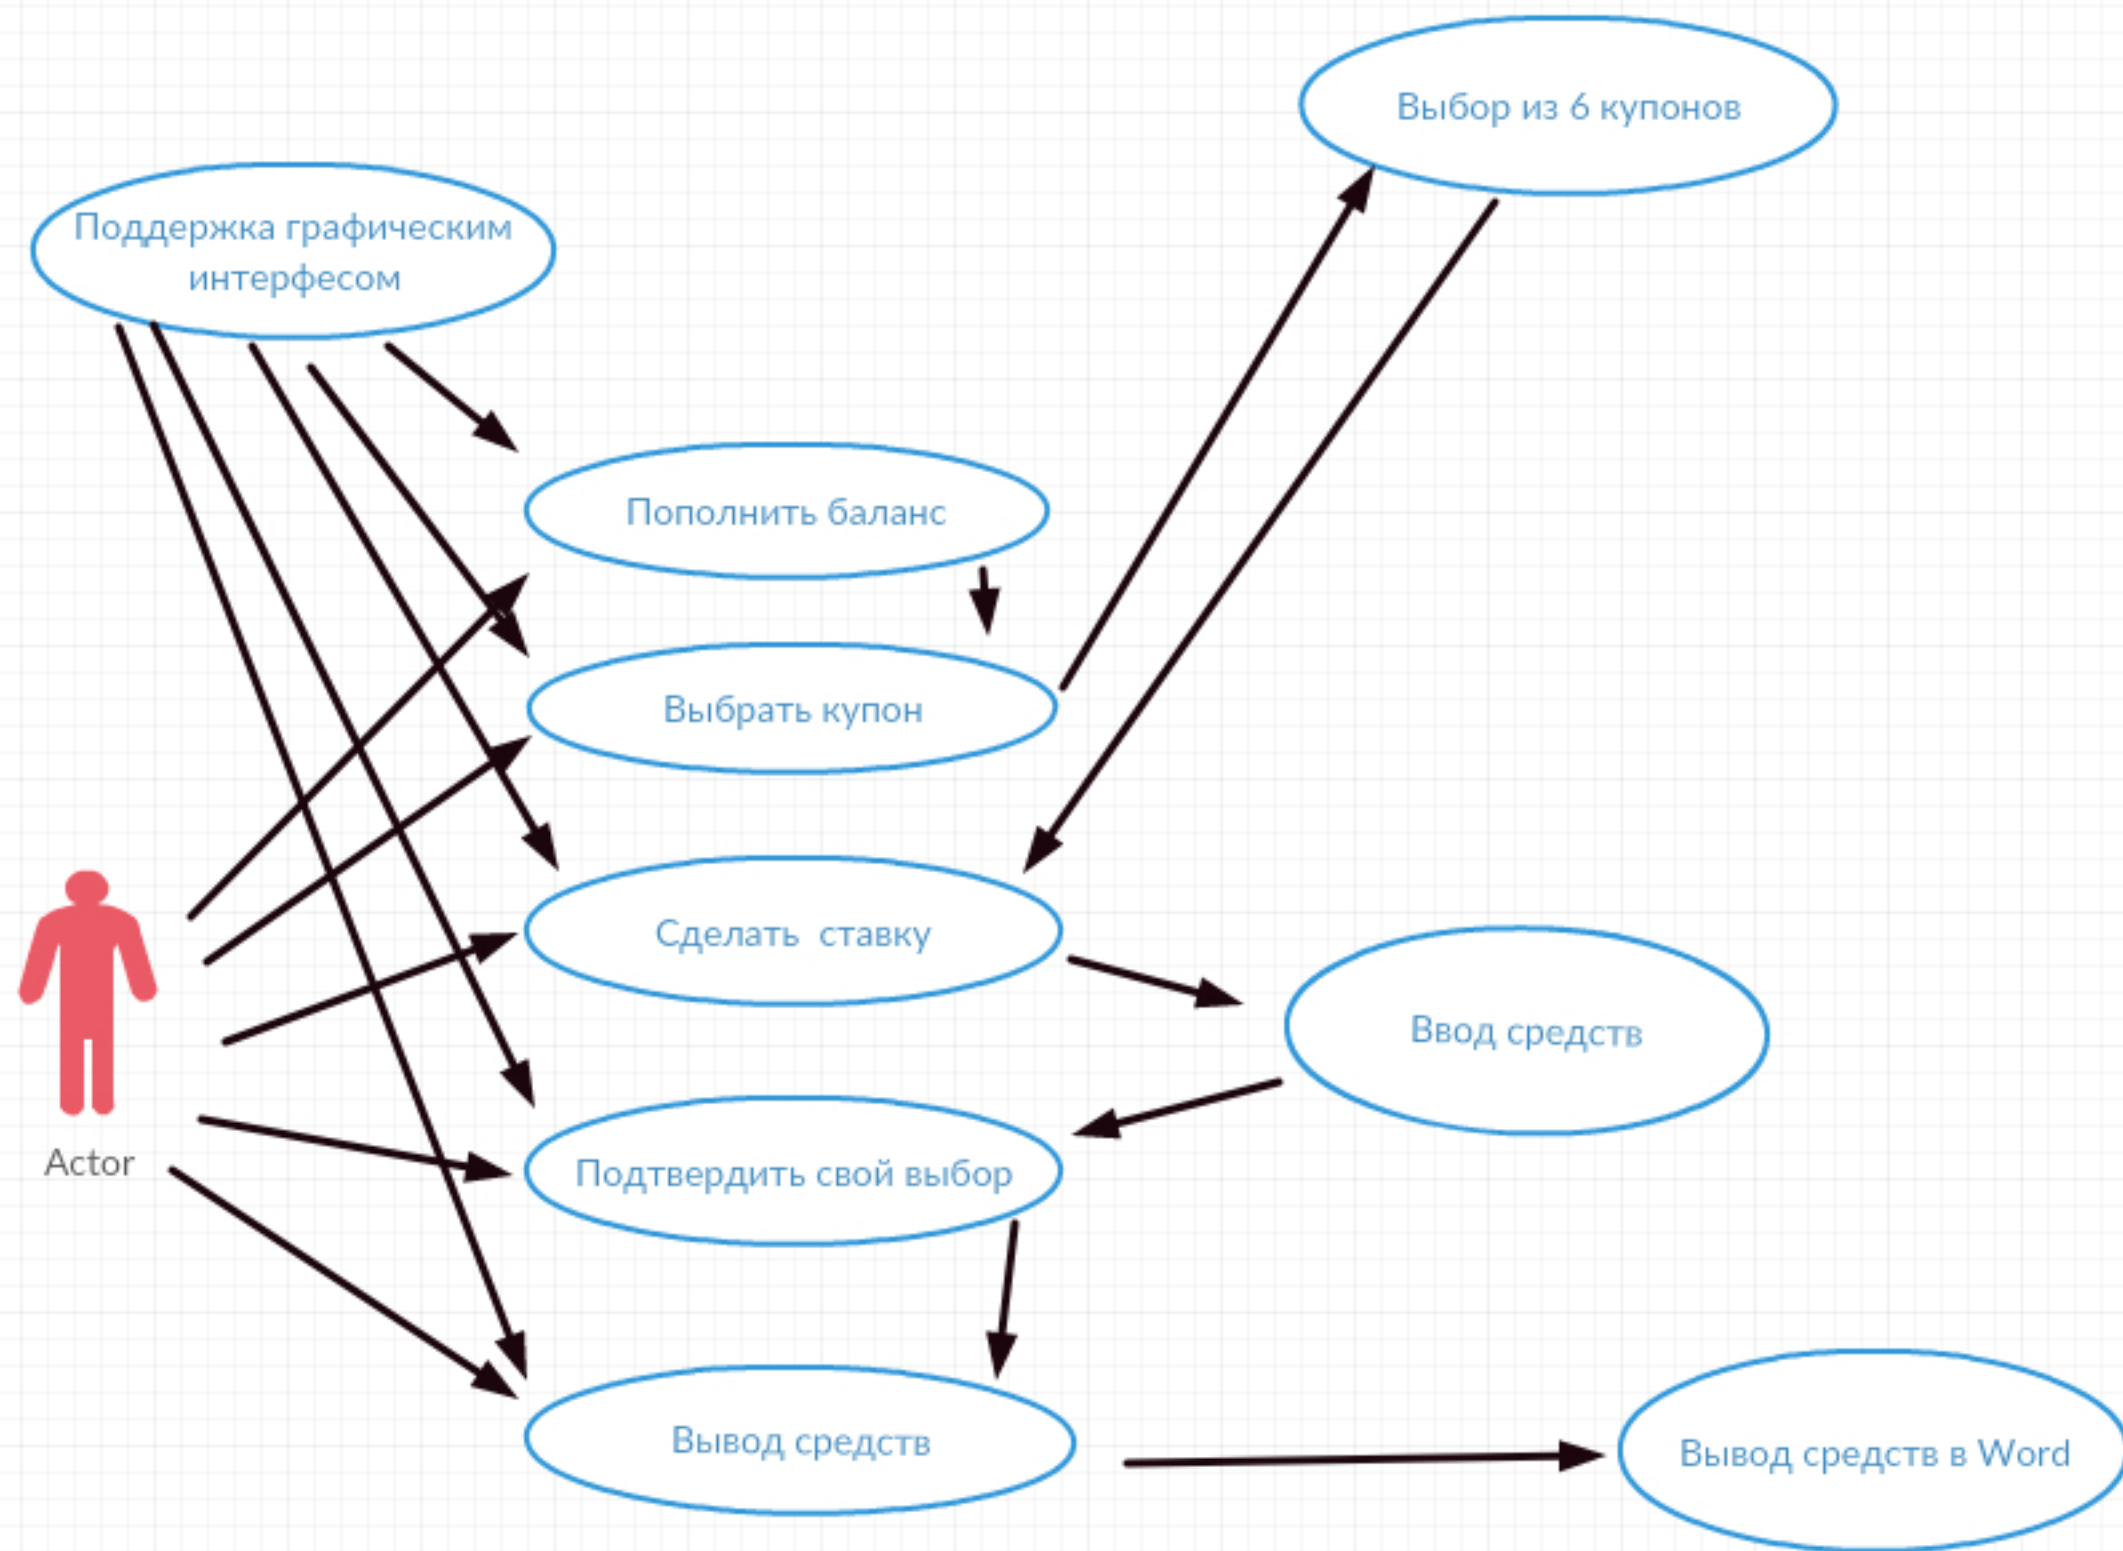 Выбор из 6 купонов
Поддержка графическим
интерфесом
Пополнить баланс
Выбрать купон
Сделать  ставку
Ввод средств
Actor
Подтвердить свой выбор
Вывод средств
Вывод средств в Word